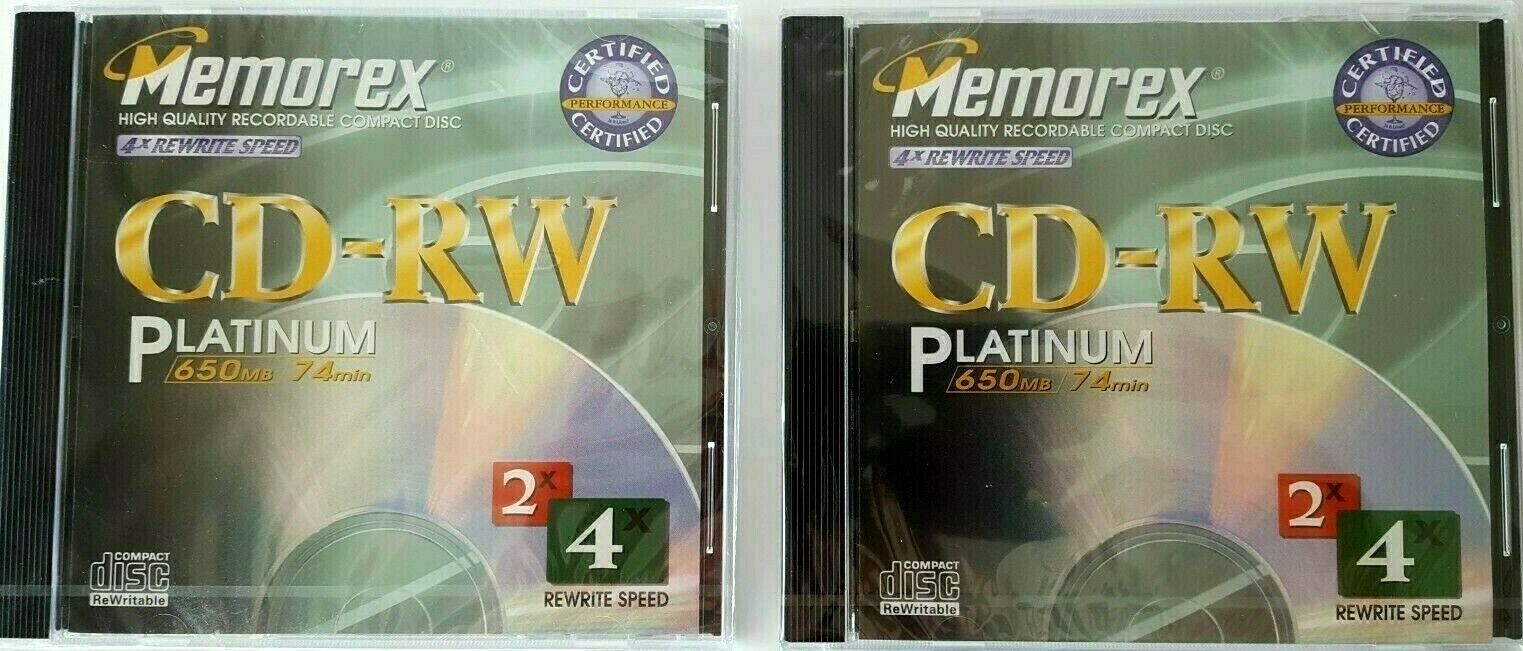 Memorex®
HIGH QUALITY RECORDABLE COMPACT DISC
4x REWRITE SPEED
CERTIFIED
PERFORMANCE
CERTIFIED
CD-RW
PLATINUM
650MB 74min
2x
4x
REWRITE SPEED
COMPACT
disc
ReWritable
Memorex®
HIGH QUALITY RECORDABLE COMPACT DISC
4x REWRITE SPEED
CERTIFIED
PERFORMANCE
CERTIFIED
CD-RW
PLATINUM
650MB/74min
2x
4x
REWRITE SPEED
COMPACT
disc
ReWritable